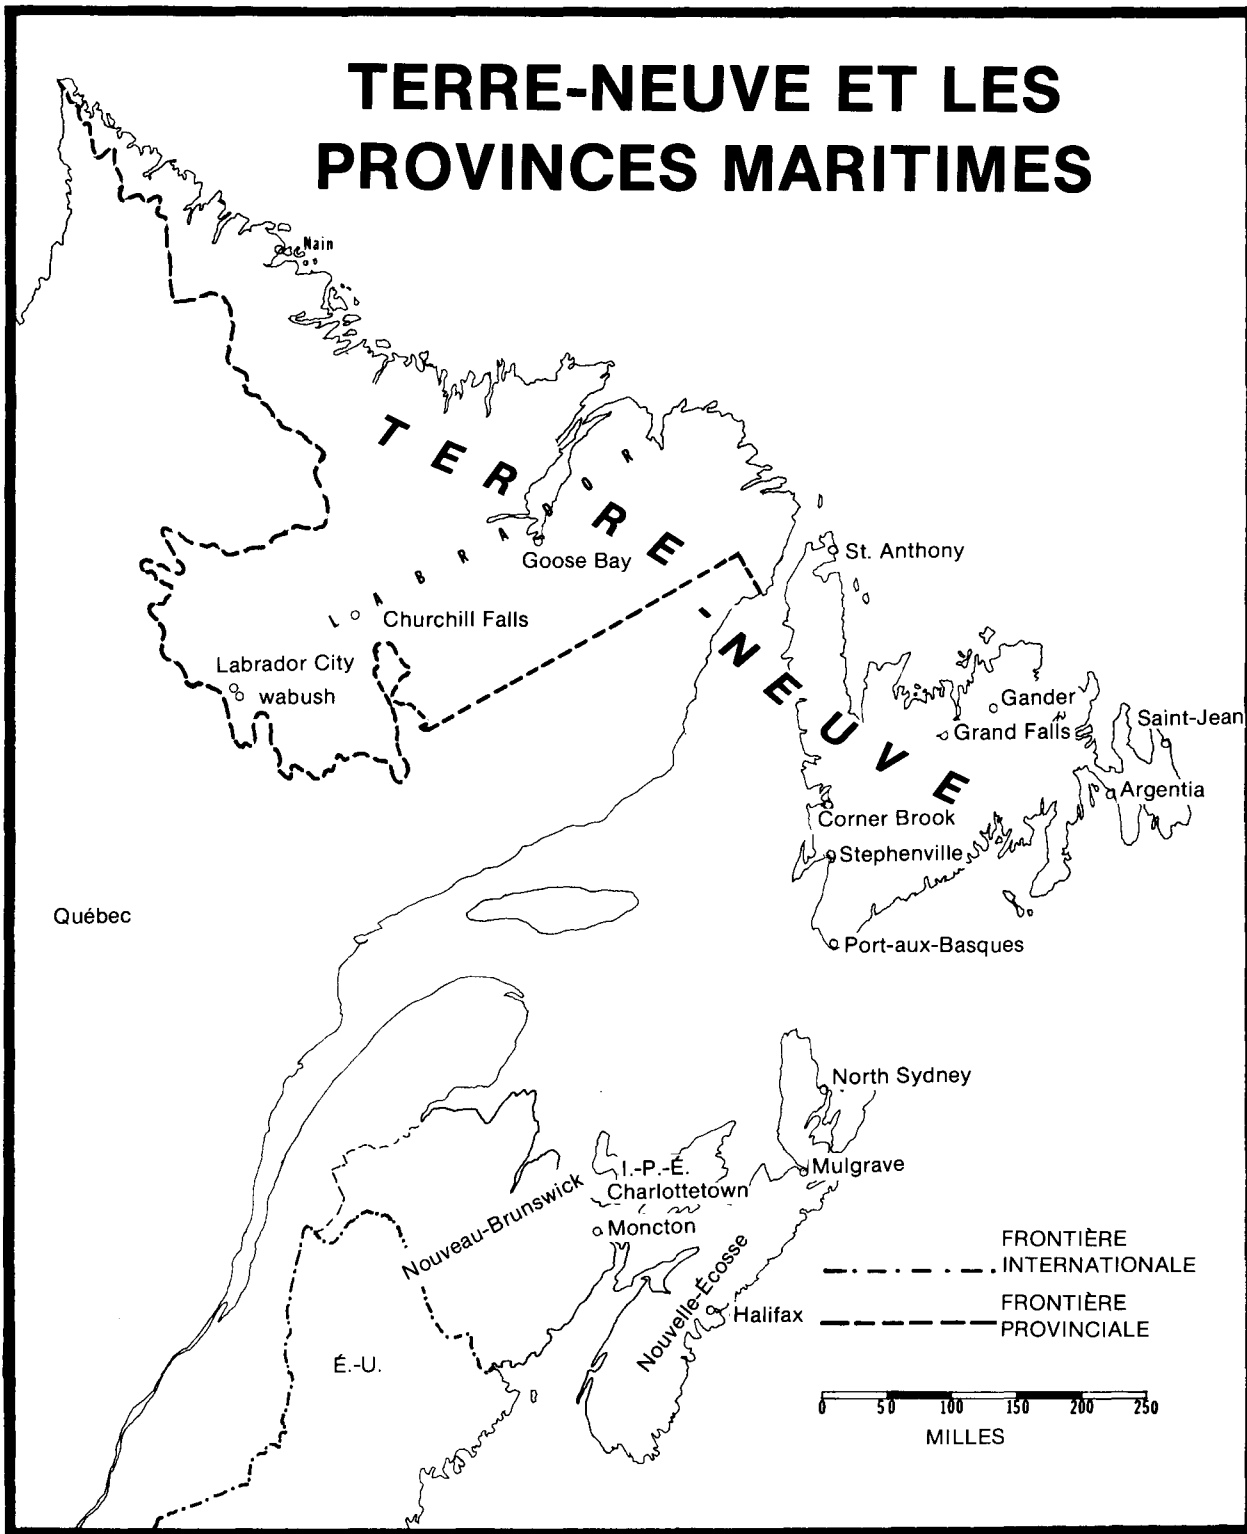 TERRE-NEUVE ET LES
PROVINCES MARITIMES
Nain
TERRE-NEUVE
LABRADOR
Goose Bay
St. Anthony
Churchill Falls
Labrador City
wabush
Gander
Grand Falls
Saint-Jean
Argentia
Corner Brook
Stephenville
Port-aux-Basques
Québec
North Sydney
Mulgrave
I.-P.-É.
Charlottetown
Moncton
Nouveau-Brunswick
Nouvelle-Écosse
Halifax
É.-U.
FRONTIÈRE
INTERNATIONALE
FRONTIÈRE
PROVINCIALE
0 50 100 150 200 250
MILLES